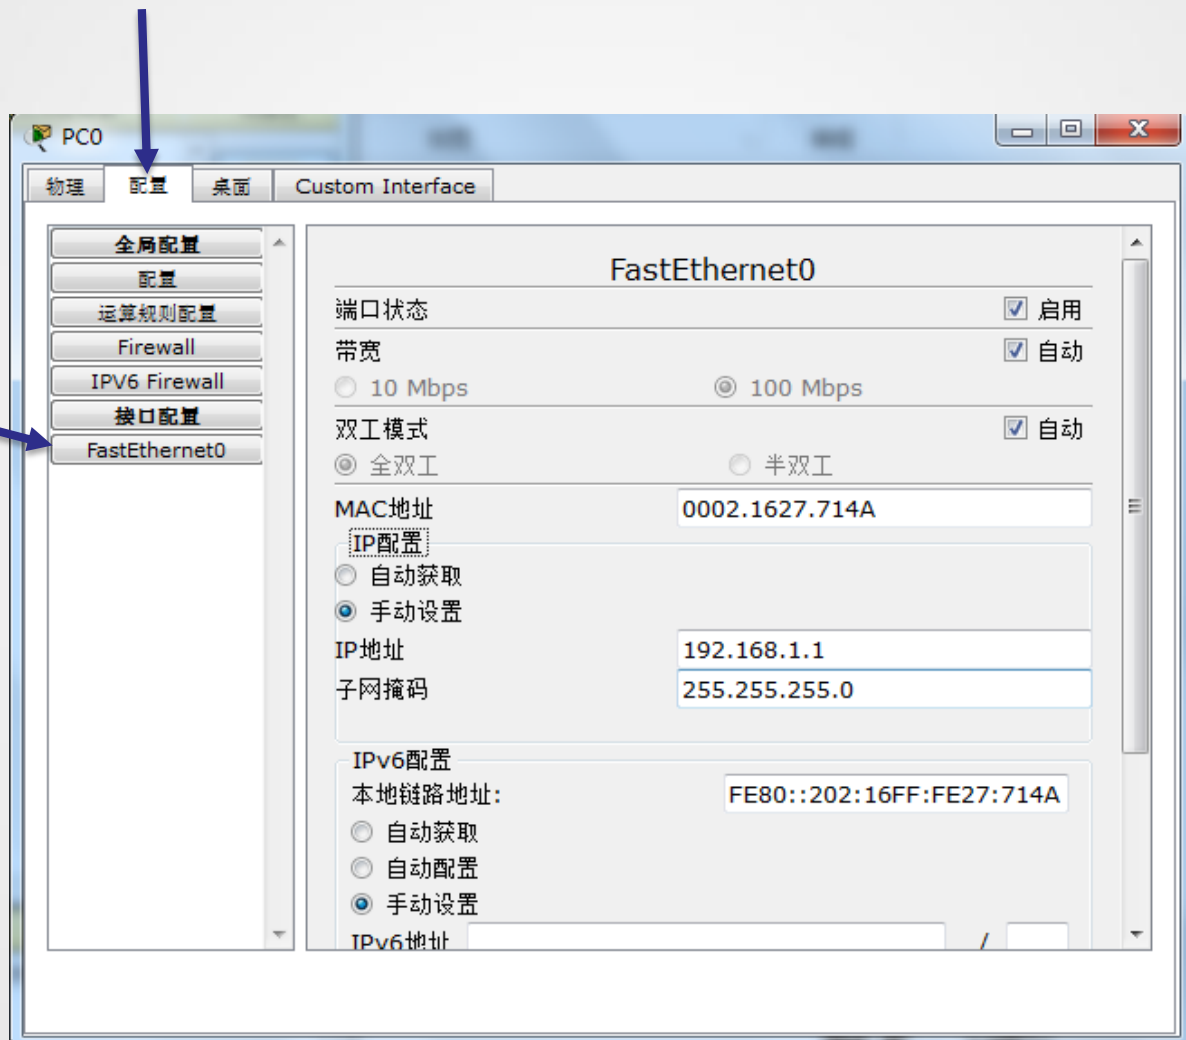 PC0
物理 配置 桌面 Custom Interface
全局配置
配置
运算规则配置
Firewall
IPV6 Firewall
接口配置
FastEthernet0
FastEthernet0
端口状态 启用
带宽 自动
10 Mbps 100 Mbps
双工模式 自动
全双工 半双工
MAC地址 0002.1627.714A
IP配置
自动获取
手动设置
IP地址 192.168.1.1
子网掩码 255.255.255.0
IPv6配置
本地链路地址: FE80::202:16FF:FE27:714A
自动获取
自动配置
手动设置
IPv6地址 /